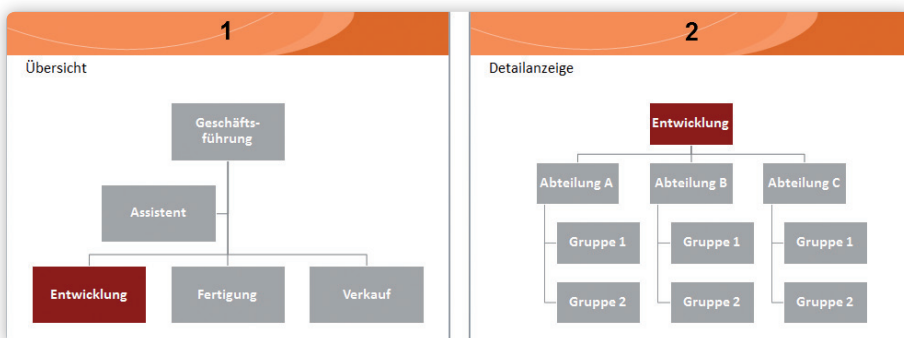 1
Übersicht
Geschäfts-
führung
Assistent
Entwicklung
Fertigung
Verkauf
2
Detailanzeige
Entwicklung
Abteilung A
Abteilung B
Abteilung C
Gruppe 1
Gruppe 1
Gruppe 1
Gruppe 2
Gruppe 2
Gruppe 2